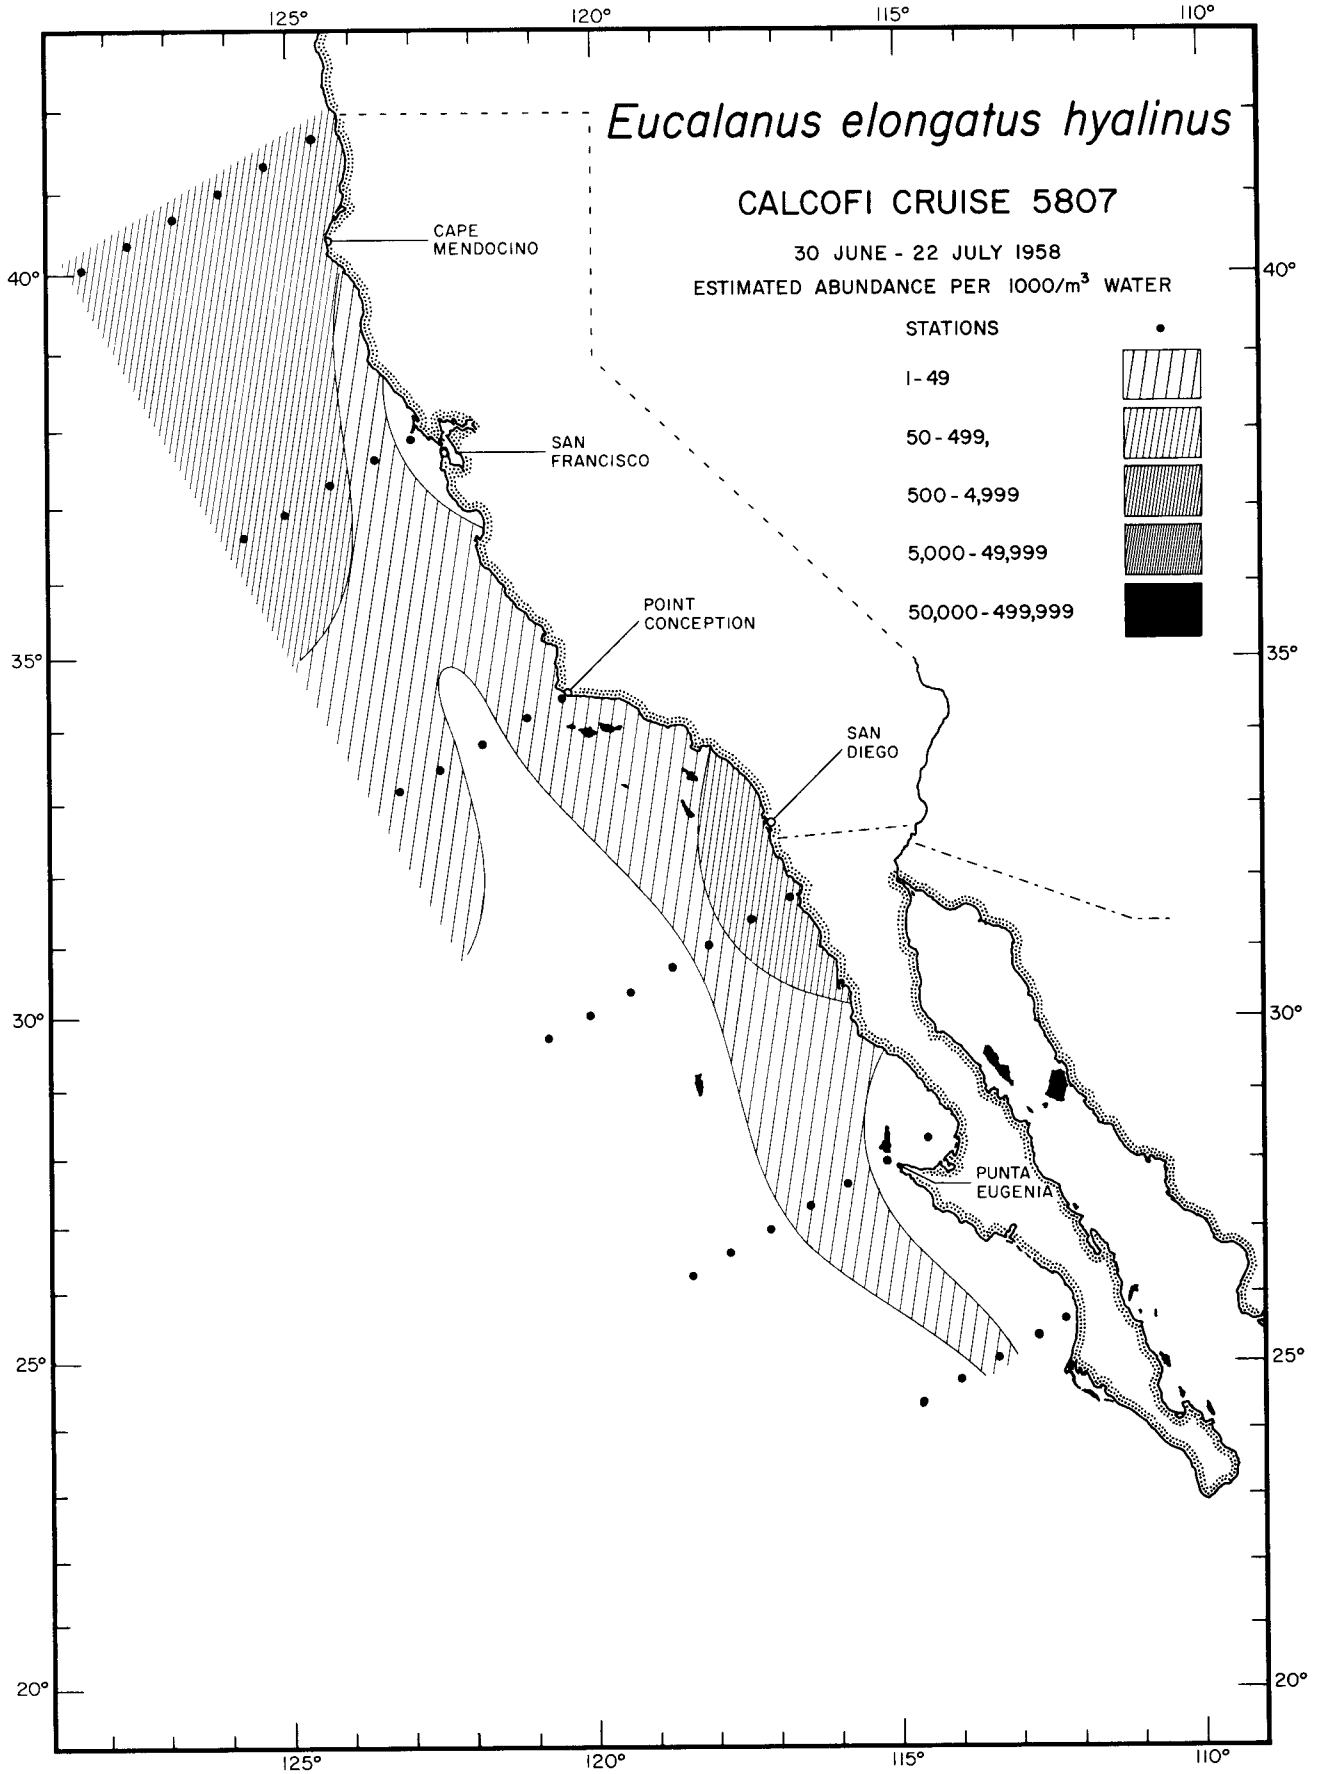 125° 120° 115° 110°
Eucalanus elongatus hyalinus
CALCOFI CRUISE 5807
30 JUNE - 22 JULY 1958
ESTIMATED ABUNDANCE PER 1000/m³ WATER
STATIONS
1-49
50-499,
500-4,999
5,000-49,999
50,000-499,999
CAPE
MENDOCINO
40° 40°
SAN
FRANCISCO
POINT
CONCEPTION
35° 35°
SAN
DIEGO
30° 30°
PUNTA
EUGENIA
25° 25°
20° 20°
125° 120° 115° 110°